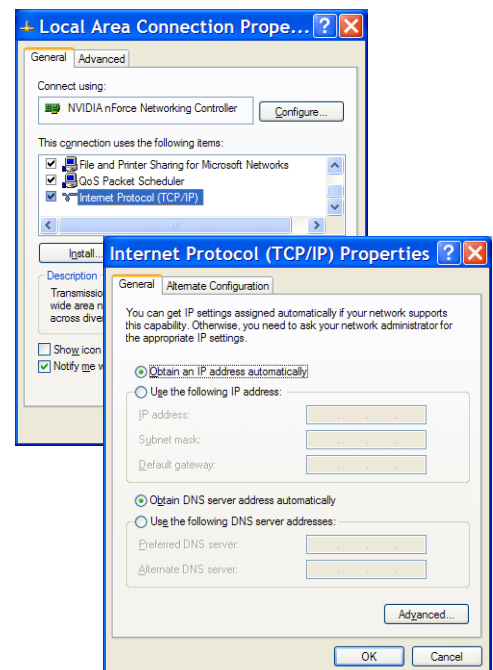 Local Area Connection Prope...
General Advanced
Connect using:
NVIDIA nForce Networking Controller Configure...
This connection uses the following items:
File and Printer Sharing for Microsoft Networks
QoS Packet Scheduler
Internet Protocol (TCP/IP)
Install...
Description
Transmissio
wide area n
across dive
Show icon
Notify me w
Internet Protocol (TCP/IP) Properties
General Alternate Configuration
You can get IP settings assigned automatically if your network supports
this capability. Otherwise, you need to ask your network administrator for
the appropriate IP settings.
Obtain an IP address automatically
Use the following IP address:
IP address:
Subnet mask:
Default gateway:
Obtain DNS server address automatically
Use the following DNS server addresses:
Preferred DNS server:
Alternate DNS server:
Advanced...
OK Cancel